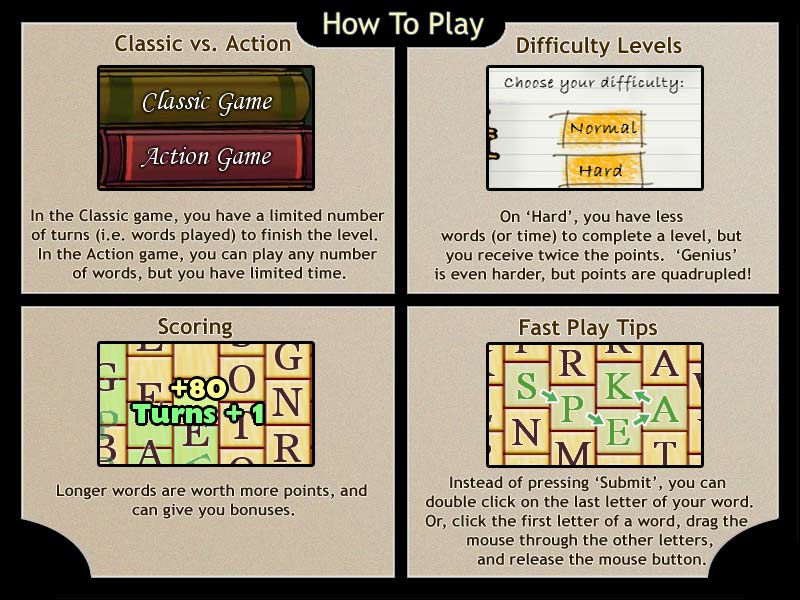 How To Play
Classic vs. Action
Classic Game
Action Game
In the Classic game, you have a limited number
of turns (i.e. words played) to finish the level.
In the Action game, you can play any number
of words, but you have limited time.
Difficulty Levels
Choose your difficulty:
Normal
Hard
On ‘Hard’, you have less
words (or time) to complete a level, but
you receive twice the points.  ‘Genius’
is even harder, but points are quadrupled!
Scoring
G
G
O
E
E
N
+80
Turns + 1
B
A
E
T
R
Longer words are worth more points, and
can give you bonuses.
Fast Play Tips
R
A
S
K
P
A
N
E
M
T
Instead of pressing ‘Submit’, you can
double click on the last letter of your word.
Or, click the first letter of a word, drag the
mouse through the other letters,
and release the mouse button.